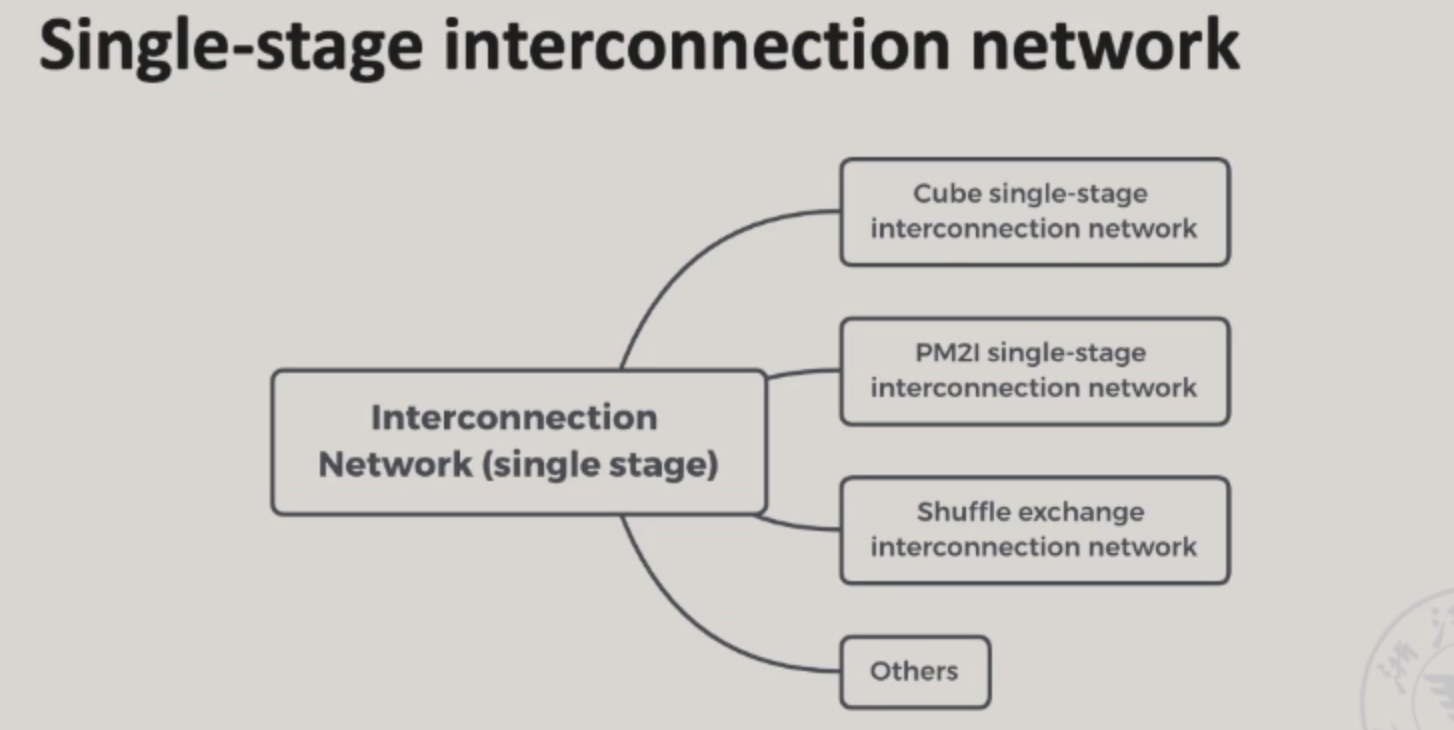 Single-stage interconnection network
Cube single-stage
interconnection network
PM2I single-stage
interconnection network
Interconnection
Network (single stage)
Shuffle exchange
interconnection network
Others
浙